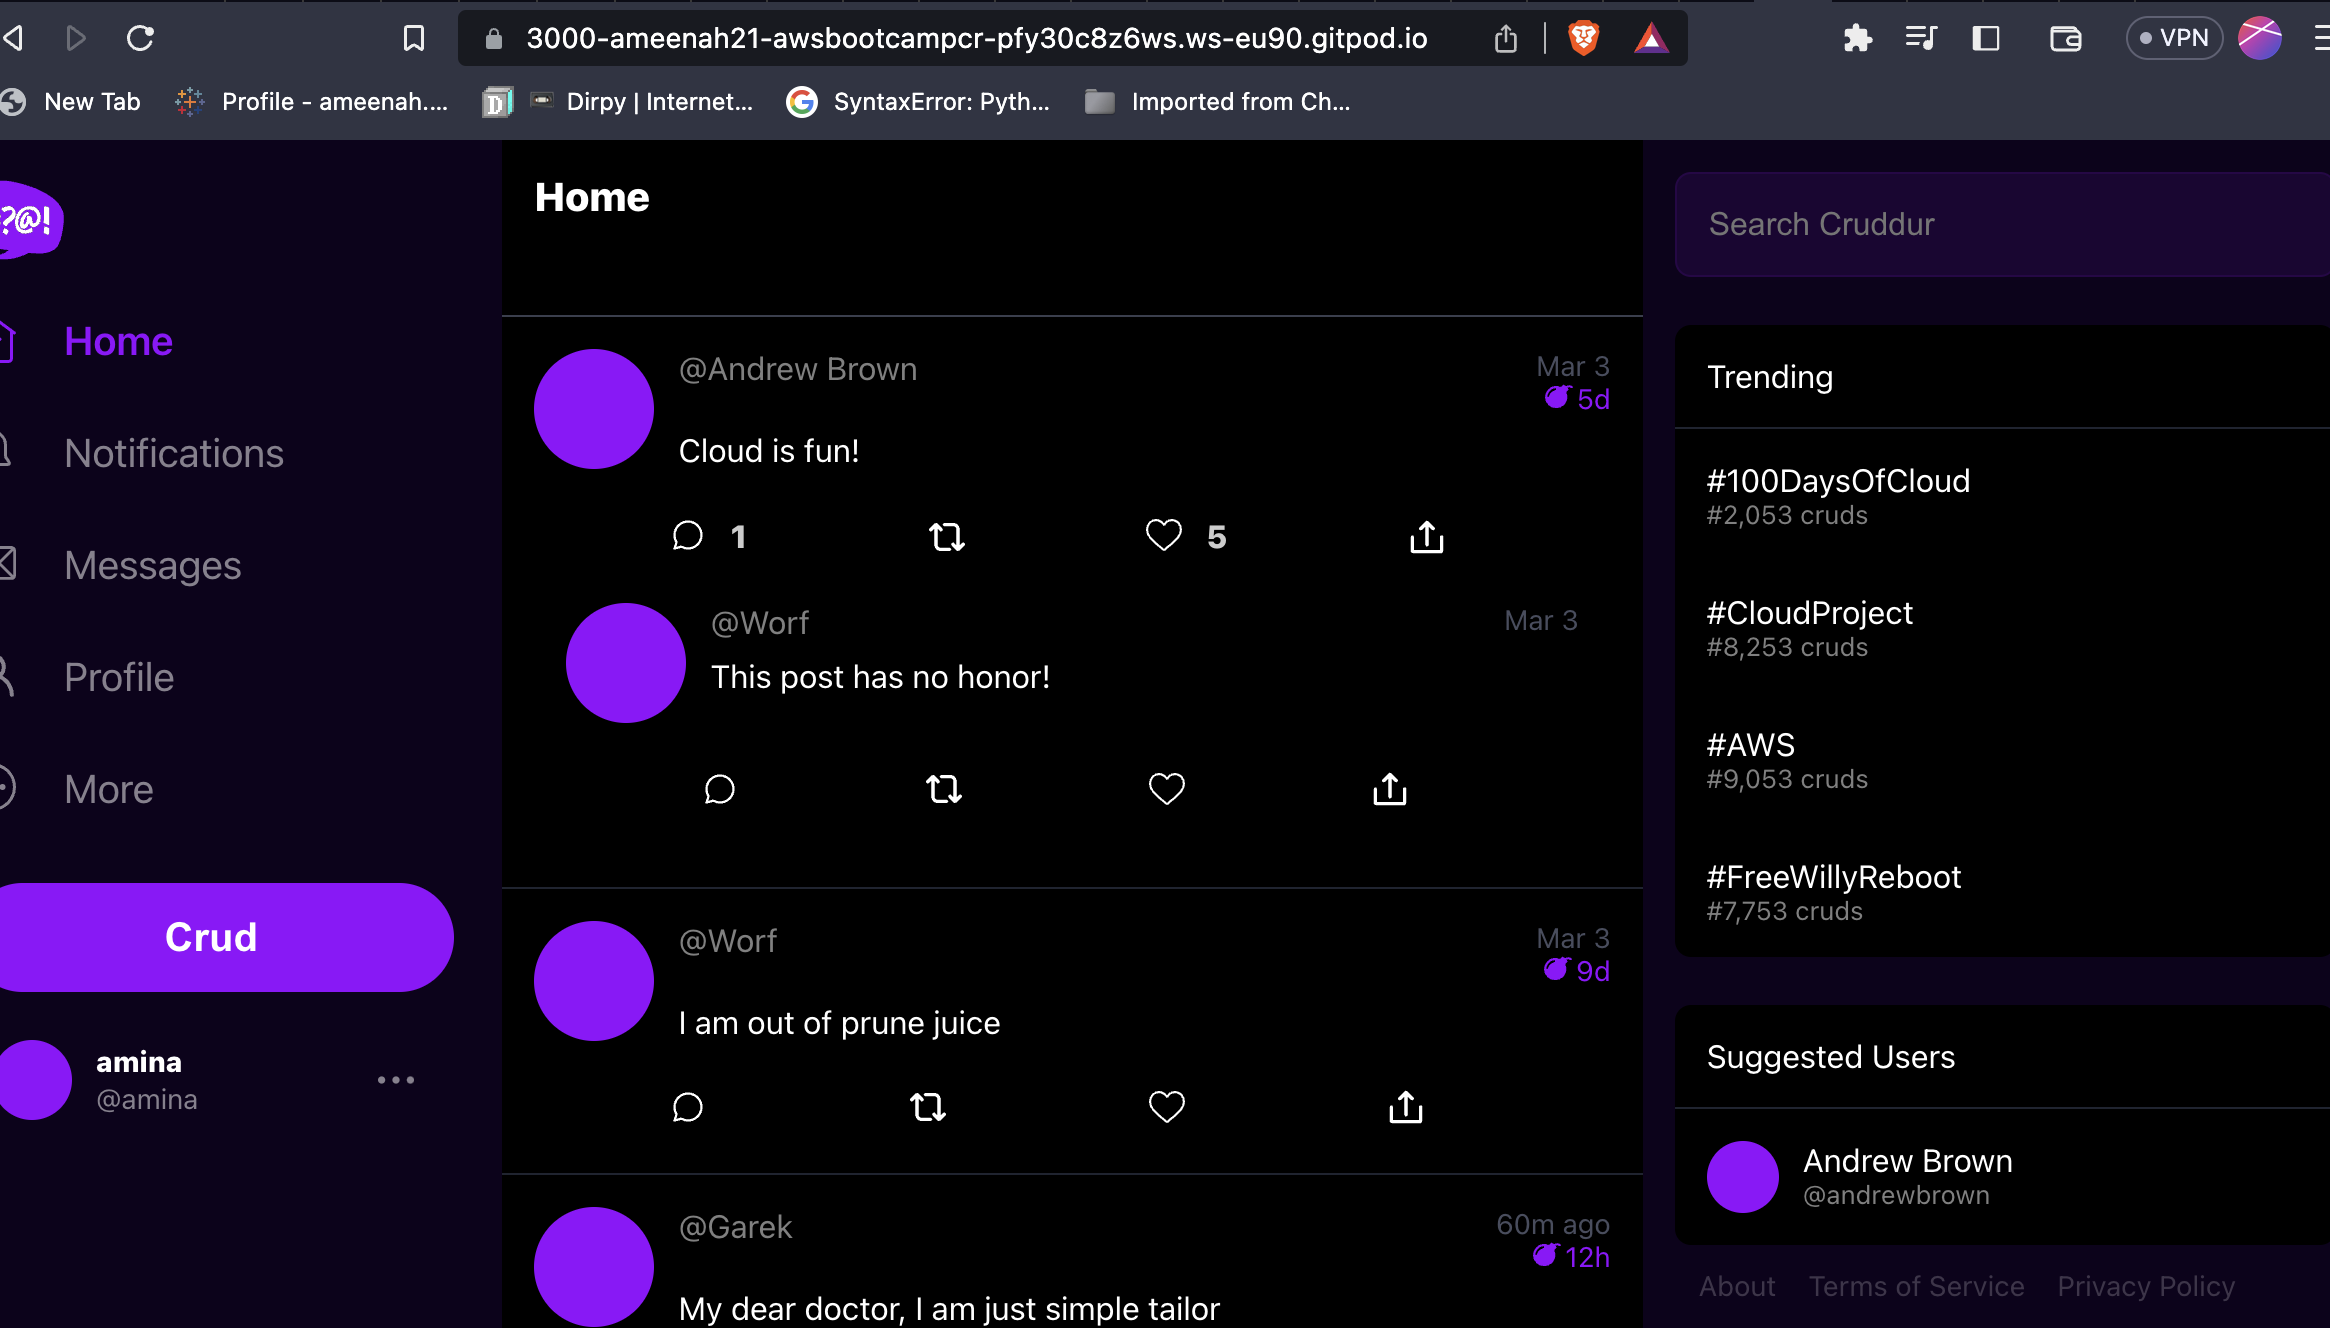 3000-ameenah21-awsbootcampcr-pfy30c8z6ws.ws-eu90.gitpod.io
VPN
New Tab
Profile - ameenah....
D
Dirpy | Internet...
G
SyntaxError: Pyth...
Imported from Ch...
?@!
Home
Notifications
Messages
Profile
More
Crud
amina
@amina
Home
@Andrew Brown
Mar 3
5d
Cloud is fun!
1
5
@Worf
Mar 3
This post has no honor!
@Worf
Mar 3
9d
I am out of prune juice
@Garek
60m ago
12h
My dear doctor, I am just simple tailor
Search Cruddur
Trending
#100DaysOfCloud
#2,053 cruds
#CloudProject
#8,253 cruds
#AWS
#9,053 cruds
#FreeWillyReboot
#7,753 cruds
Suggested Users
Andrew Brown
@andrewbrown
About Terms of Service Privacy Policy